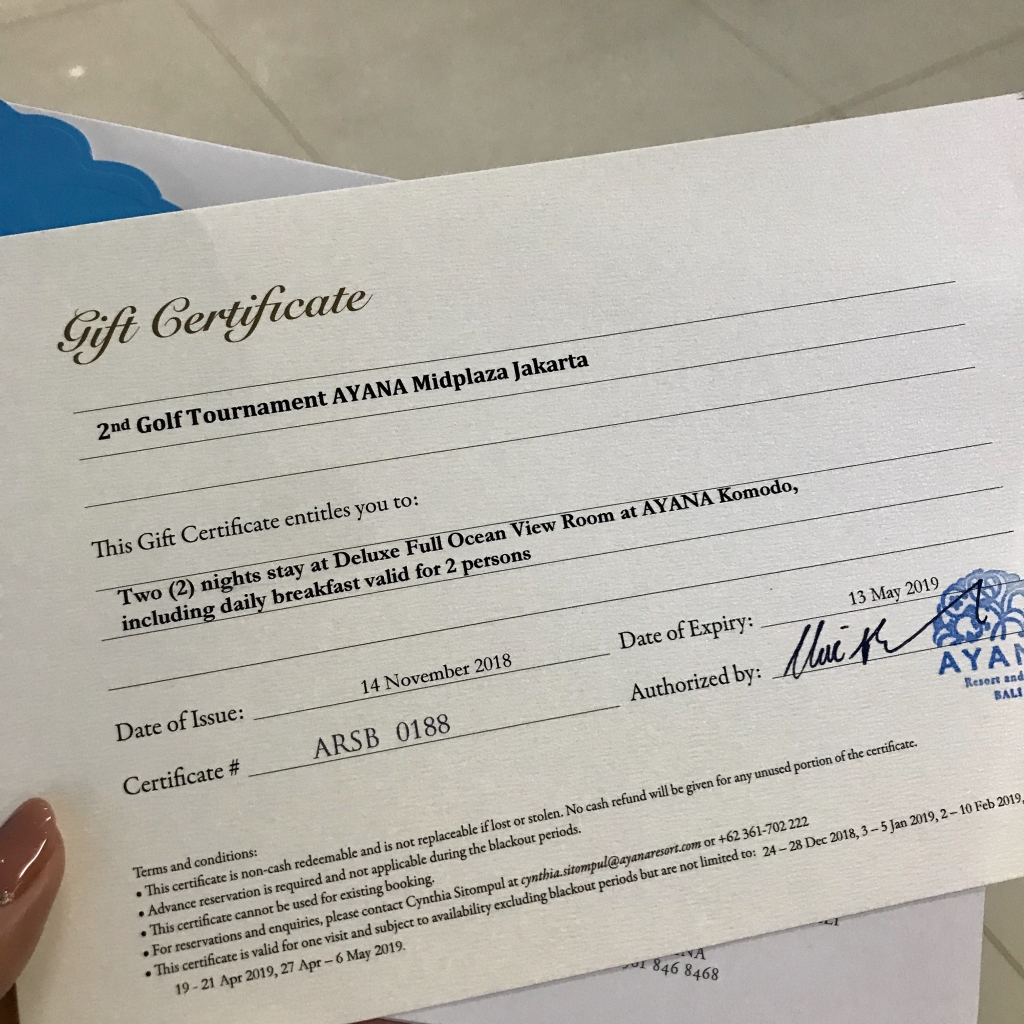 Gift Certificate
2nd Golf Tournament AYANA Midplaza Jakarta
This Gift Certificate entitles you to:
Two (2) nights stay at Deluxe Full Ocean View Room at AYANA Komodo,
including daily breakfast valid for 2 persons
Date of Issue: 14 November 2018 Date of Expiry: 13 May 2019
Certificate # ARSB 0188 Authorized by:
AYAN
Resort and
BALI
Terms and conditions:
• This certificate is non-cash redeemable and is not replaceable if lost or stolen. No cash refund will be given for any unused portion of the certificate.
• Advance reservation is required and not applicable during the blackout periods.
• This certificate cannot be used for existing booking.
• For reservations and enquiries, please contact Cynthia Sitompul at cynthia.sitompul@ayanaresort.com or +62 361-702 222
• This certificate is valid for one visit and subject to availability excluding blackout periods but are not limited to: 24 – 28 Dec 2018, 3 – 5 Jan 2019, 2 – 10 Feb 2019,
19 - 21 Apr 2019, 27 Apr – 6 May 2019.
846 8468